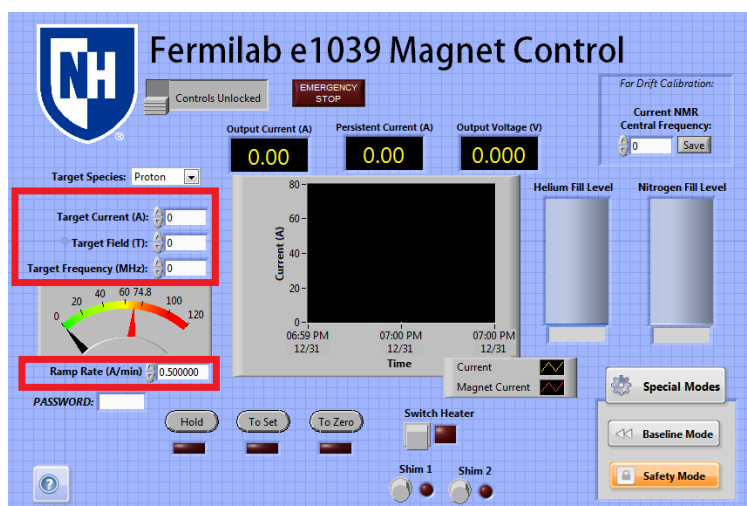 NH
Fermilab e1039 Magnet Control
Controls Unlocked
EMERGENCY
STOP
For Drift Calibration:
Current NMR
Central Frequency:
0
Save
Output Current (A)
Persistent Current (A)
Output Voltage (V)
0.00
0.00
0.000
Target Species: Proton
Target Current (A): 0
Target Field (T): 0
Target Frequency (MHz): 0
0 20 40 60 74.8 100 120
Ramp Rate (A/min) 0.500000
PASSWORD:
80
60
40
20
0
Current (A)
06:59 PM
12/31
07:00 PM
12/31
07:00 PM
12/31
Time
Current
Magnet Current
Helium Fill Level
Nitrogen Fill Level
Hold
To Set
To Zero
Switch Heater
Shim 1
Shim 2
Special Modes
Baseline Mode
Safety Mode
?